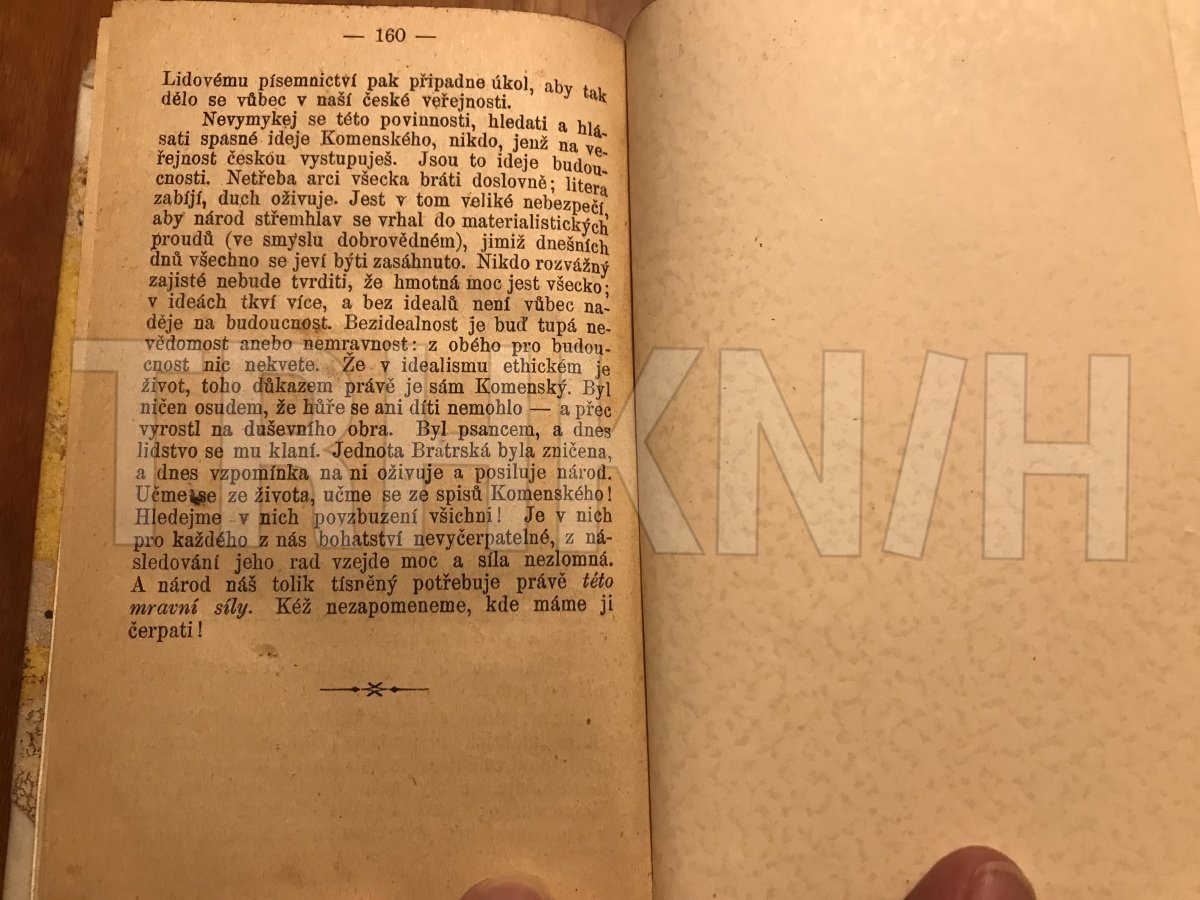 — 160 —
Lidovému písemnictví pak připadne úkol, aby tak
dělo se vůbec v naší české veřejnosti.
Nevymykej se této povinnosti, hledati a hlá-
sati spasné ideje Komenského, nikdo, jenž na ve-
řejnost českou vystupuješ. Jsou to ideje budou-
cnosti. Netřeba arci všecka bráti doslovně; litera
zabíjí, duch oživuje. Jest v tom veliké nebezpečí,
aby národ střemhlav se vrhal do materialistických
proudů (ve smyslu dobrovědném), jimiž dnešních
dnů všechno se jeví býti zasáhnuto. Nikdo rozvážný
zajisté nebude tvrditi, že hmotná moc jest všecko;
v ideách tkví více, a bez idealů není vůbec na-
děje na budoucnost. Bezidealnost je buď tupá ne-
vědomost anebo nemravnost: z obého pro budou-
cnost nic nekvete. Že v idealismu ethickém je
život, toho důkazem právě je sám Komenský. Byl
ničen osudem, že hůře se ani díti nemohlo — a přec
vyrostl na duševního obra. Byl psancem, a dnes
lidstvo se mu klaní. Jednota Bratrská byla zničena,
a dnes vzpomínka na ni oživuje a posiluje národ.
Učme se ze života, učme se ze spisů Komenského!
Hledejme v nich povzbuzení všichni! Je v nich
pro každého z nás bohatství nevyčerpatelné, z ná-
sledování jeho rad vzejde moc a síla nezlomná.
A národ náš tolik tísněný potřebuje právě této
mravní síly. Kéž nezapomeneme, kde máme ji
čerpati!